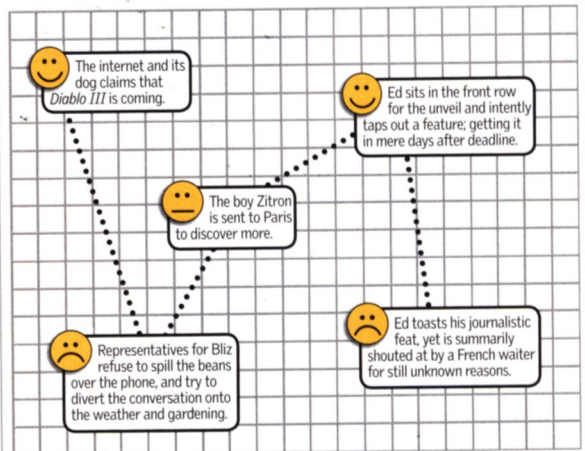 The internet and its
dog claims that
Diablo III is coming.
Representatives for Bliz
refuse to spill the beans
over the phone, and try to
divert the conversation onto
the weather and gardening.
The boy Zitron
is sent to Paris
to discover more.
Ed sits in the front row
for the unveil and intently
taps out a feature; getting it
in mere days after deadline.
Ed toasts his journalistic
feat, yet is summarily
shouted at by a French waiter
for still unknown reasons.